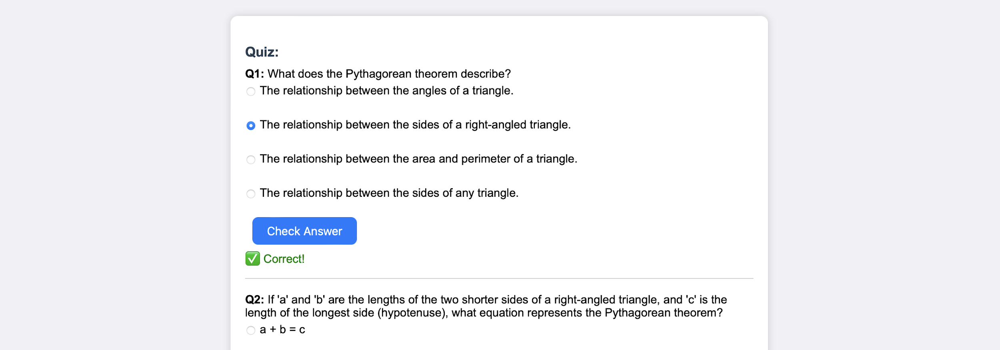 Quiz:
Q1: What does the Pythagorean theorem describe?
The relationship between the angles of a triangle.
The relationship between the sides of a right-angled triangle.
The relationship between the area and perimeter of a triangle.
The relationship between the sides of any triangle.
Check Answer
✅ Correct!
Q2: If 'a' and 'b' are the lengths of the two shorter sides of a right-angled triangle, and 'c' is the
length of the longest side (hypotenuse), what equation represents the Pythagorean theorem?
a + b = c